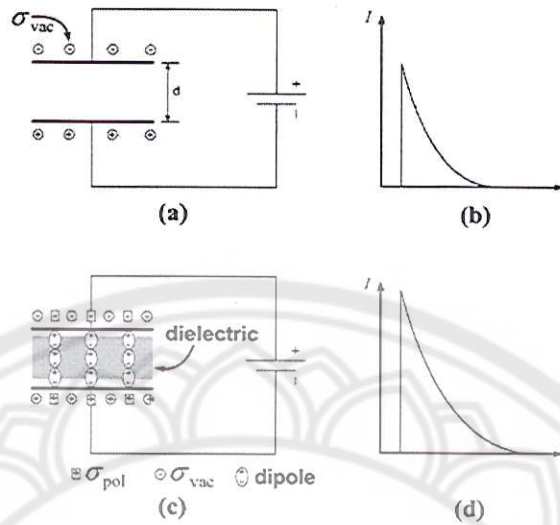 σvac
d
+
I
(a)
(b)
dielectric
+
I
σpol σvac dipole
(c)
(d)